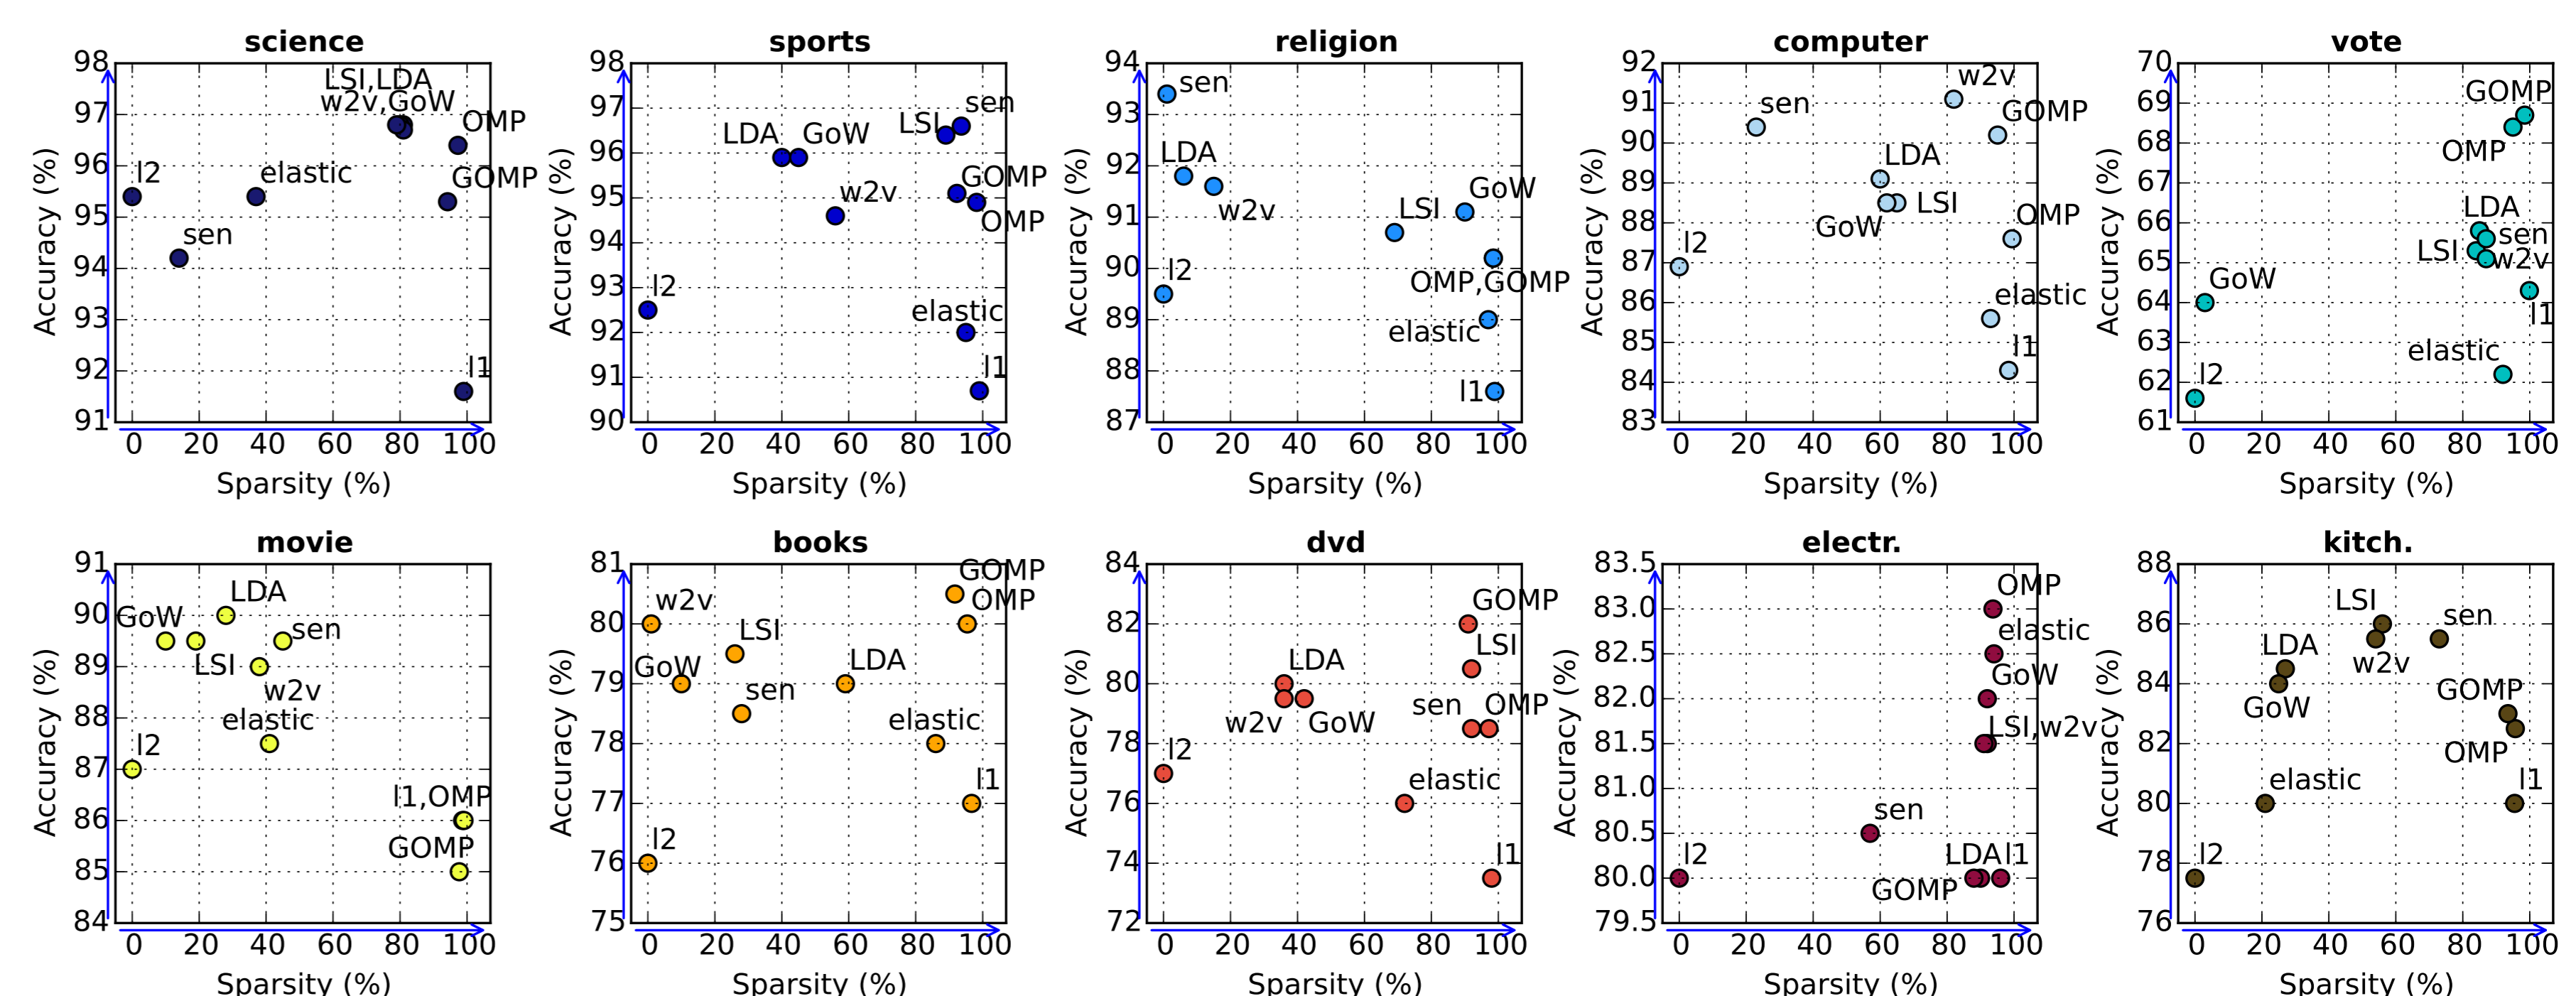 science
98
97
96
95
94
93
92
91
Accuracy (%)
LSI,LDA
w2v,GoW
OMP
l2
elastic
GOMP
sen
l1
0 20 40 60 80 100
Sparsity (%)
sports
98
97
96
95
94
93
92
91
90
Accuracy (%)
sen
LSI
LDA
GoW
GOMP
w2v
OMP
l2
elastic
l1
0 20 40 60 80 100
Sparsity (%)
religion
94
93
92
91
90
89
88
87
Accuracy (%)
sen
LDA
w2v
GoW
LSI
l2
OMP,GOMP
elastic
l1
0 20 40 60 80 100
Sparsity (%)
computer
92
91
90
89
88
87
86
85
84
83
Accuracy (%)
w2v
sen
GOMP
LDA
LSI
GoW
OMP
l2
elastic
l1
0 20 40 60 80 100
Sparsity (%)
vote
70
69
68
67
66
65
64
63
62
61
Accuracy (%)
GOMP
OMP
LDA
sen
LSI
w2v
GoW
l1
elastic
l2
0 20 40 60 80 100
Sparsity (%)
movie
91
90
89
88
87
86
85
84
Accuracy (%)
LDA
GoW
sen
LSI
w2v
elastic
l2
l1,OMP
GOMP
0 20 40 60 80 100
Sparsity (%)
books
81
80
79
78
77
76
75
Accuracy (%)
GOMP
OMP
w2v
LSI
GoW
LDA
sen
elastic
l1
l2
0 20 40 60 80 100
Sparsity (%)
dvd
84
82
80
78
76
74
72
Accuracy (%)
GOMP
LSI
LDA
sen
OMP
w2v
GoW
l2
elastic
l1
0 20 40 60 80 100
Sparsity (%)
electr.
83.5
83.0
82.5
82.0
81.5
81.0
80.5
80.0
79.5
Accuracy (%)
OMP
elastic
GoW
LSI,w2v
sen
l2
LDA
l1
GOMP
0 20 40 60 80 100
Sparsity (%)
kitch.
88
86
84
82
80
78
76
Accuracy (%)
LSI
sen
LDA
w2v
GOMP
GoW
OMP
elastic
l1
l2
0 20 40 60 80 100
Sparsity (%)